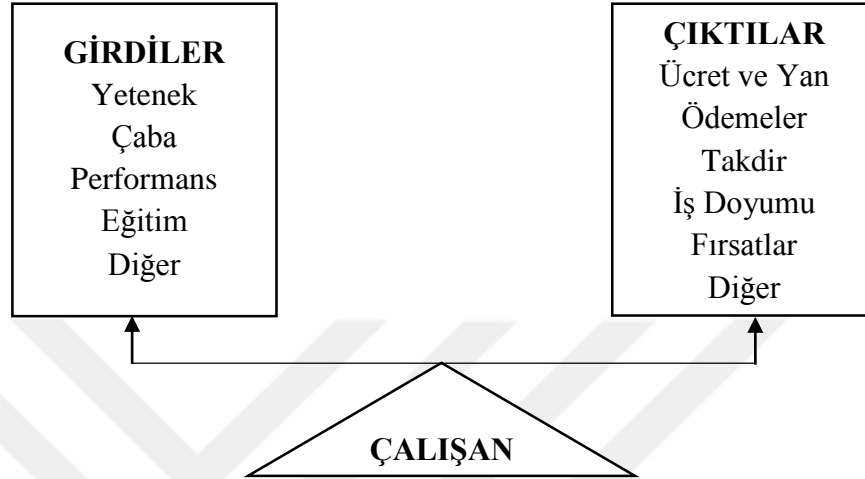 GİRDİLER
Yetenek
Çaba
Performans
Eğitim
Diğer
ÇIKTILAR
Ücret ve Yan
Ödemeler
Takdir
İş Doyumu
Fırsatlar
Diğer
ÇALIŞAN